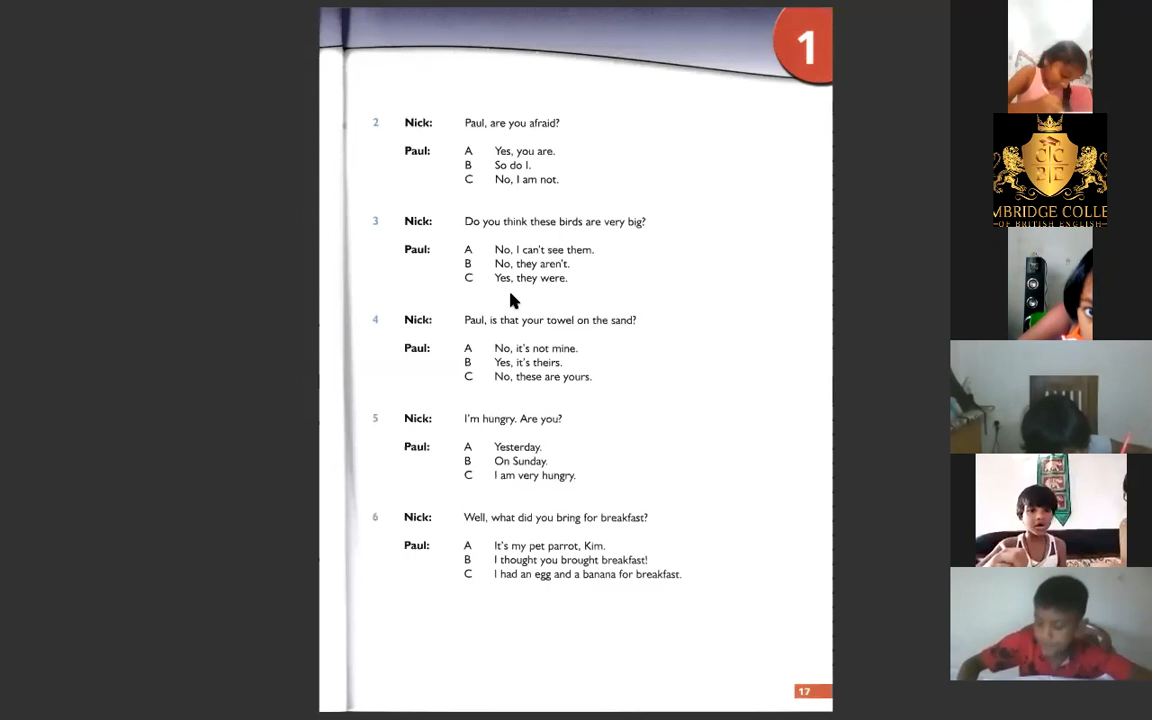 1
2 Nick: Paul, are you afraid?
Paul: A Yes, you are.
B So do I.
C No, I am not.
3 Nick: Do you think these birds are very big?
Paul: A No, I can't see them.
B No, they aren't.
C Yes, they were.
4 Nick: Paul, is that your towel on the sand?
Paul: A No, it's not mine.
B Yes, it's theirs.
C No, these are yours.
5 Nick: I'm hungry. Are you?
Paul: A Yesterday.
B On Sunday.
C I am very hungry.
6 Nick: Well, what did you bring for breakfast?
Paul: A It's my pet parrot, Kim.
B I thought you brought breakfast!
C I had an egg and a banana for breakfast.
17
CC
BE
MBRIDGE COLLE
OF BRITISH ENGLISH